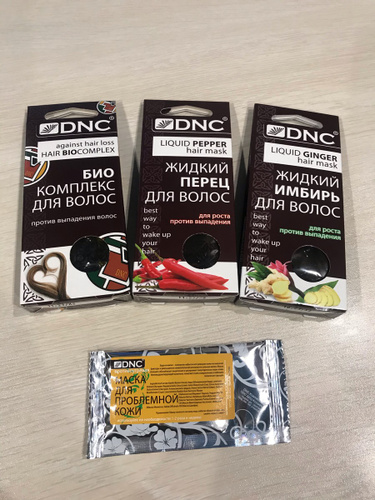 DNC
against hair loss
HAIR BIOCOMPLEX
БИО
КОМПЛЕКС
ДЛЯ ВОЛОС
против выпадения волос
DNC
LIQUID PEPPER
hair mask
ЖИДКИЙ
ПЕРЕЦ
ДЛЯ ВОЛОС
для роста
против выпадения
best
way to
wake up
your
hair
DNC
LIQUID GINGER
hair mask
ЖИДКИЙ
ИМБИРЬ
ДЛЯ ВОЛОС
для роста
против выпадения
best
way to
wake up
your
hair
DNC
МАСКА
ДЛЯ
ПРОБЛЕМНОЙ
КОЖИ